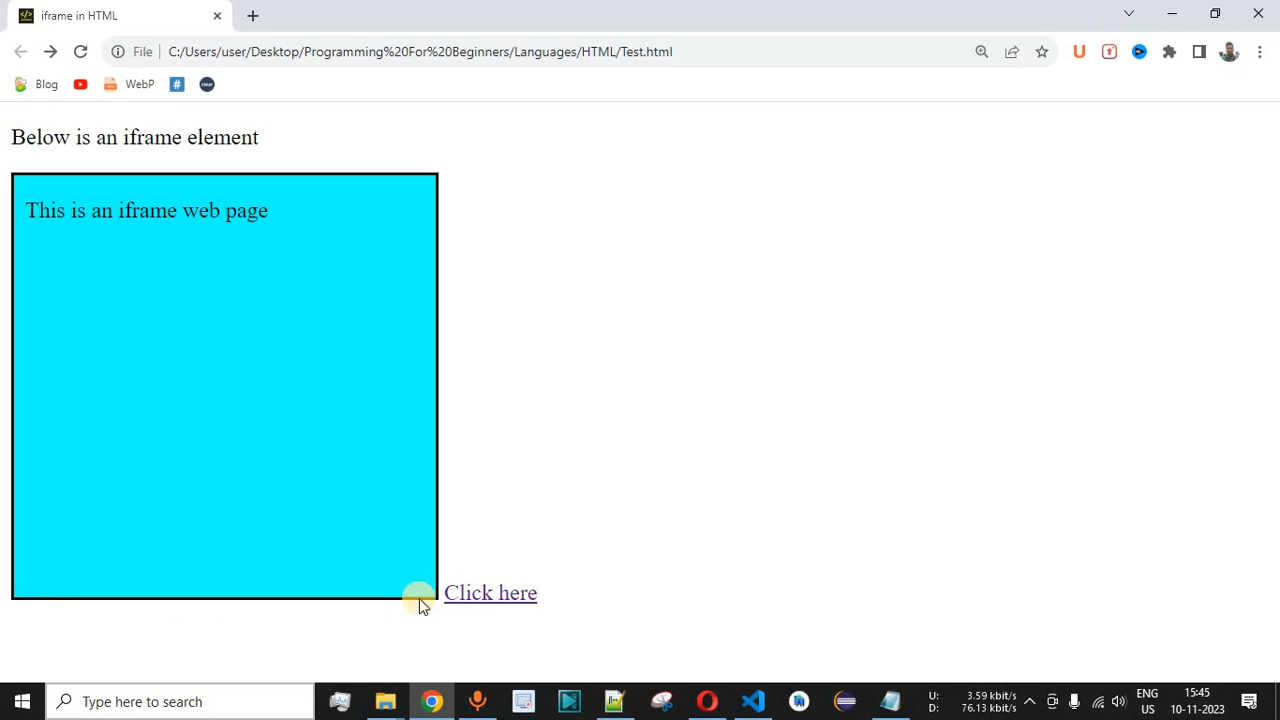 iframe in HTML
File C:/Users/user/Desktop/Programming%20For%20Beginners/Languages/HTML/Test.html
Blog WebP #
Below is an iframe element
This is an iframe web page
Click here
Type here to search
U: 3.59 kbit/s
D: 76.13 kbit/s
ENG
US
15:45
10-11-2023